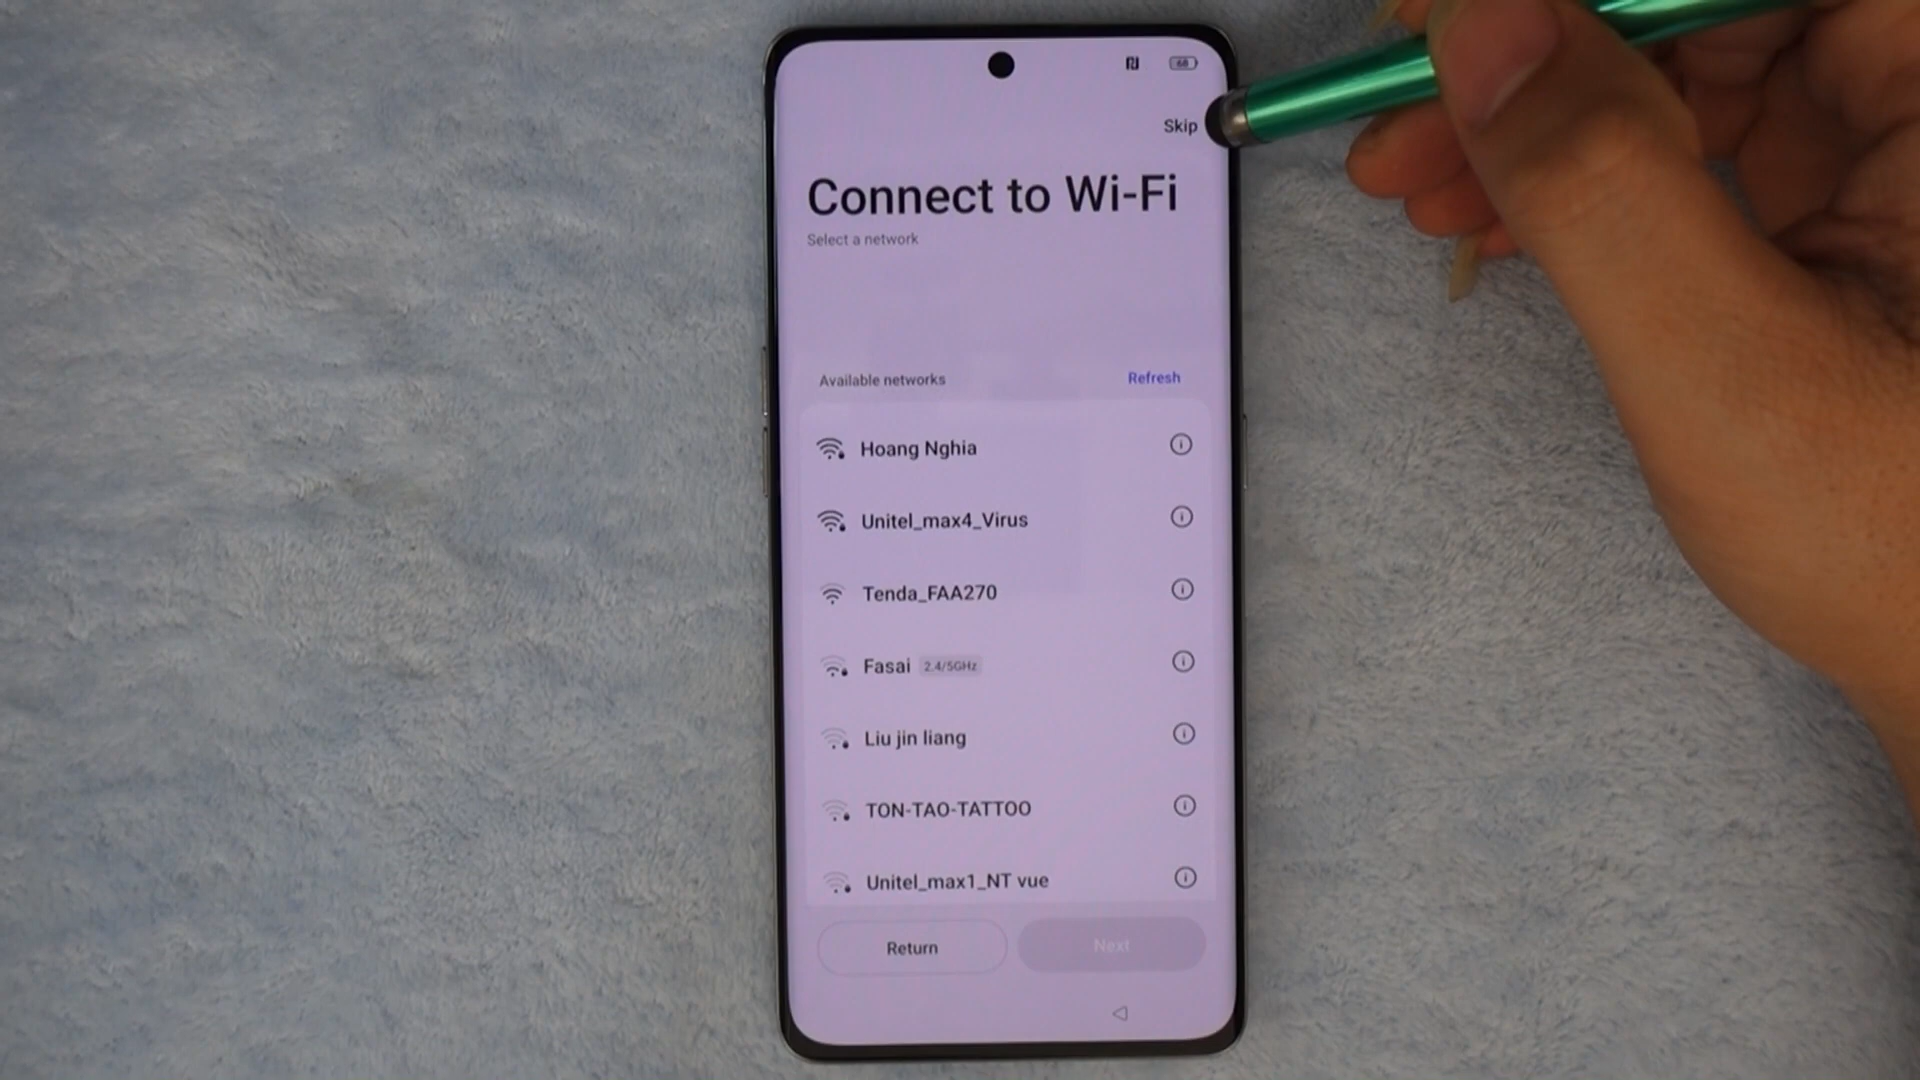 68
Skip
Connect to Wi-Fi
Select a network
Available networks
Refresh
Hoang Nghia
Unitel_max4_Virus
Tenda_FAA270
Fasai 2.4/5GHz
Liu jin liang
TON-TAO-TATTOO
Unitel_max1_NT vue
Return
Next